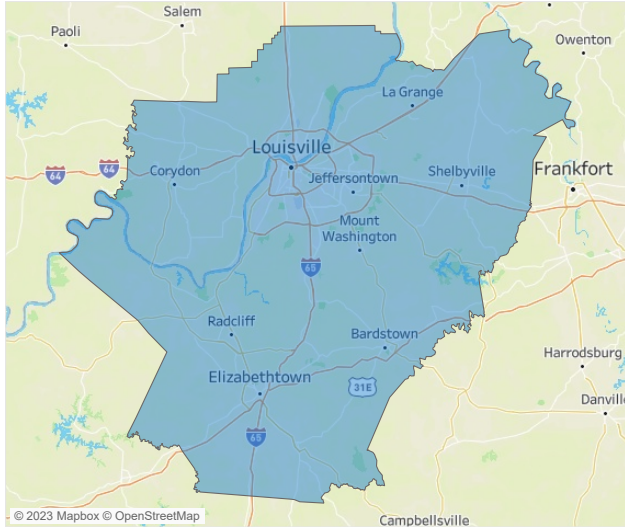 Salem
Paoli
Owenton
La Grange
Louisville
64
64
Corydon
Jeffersontown
Shelbyville
Frankfort
Mount
Washington
65
Radcliff
Bardstown
Harrodsburg
Elizabethtown
31E
Danvill
65
© 2023 Mapbox © OpenStreetMap
Campbellsville